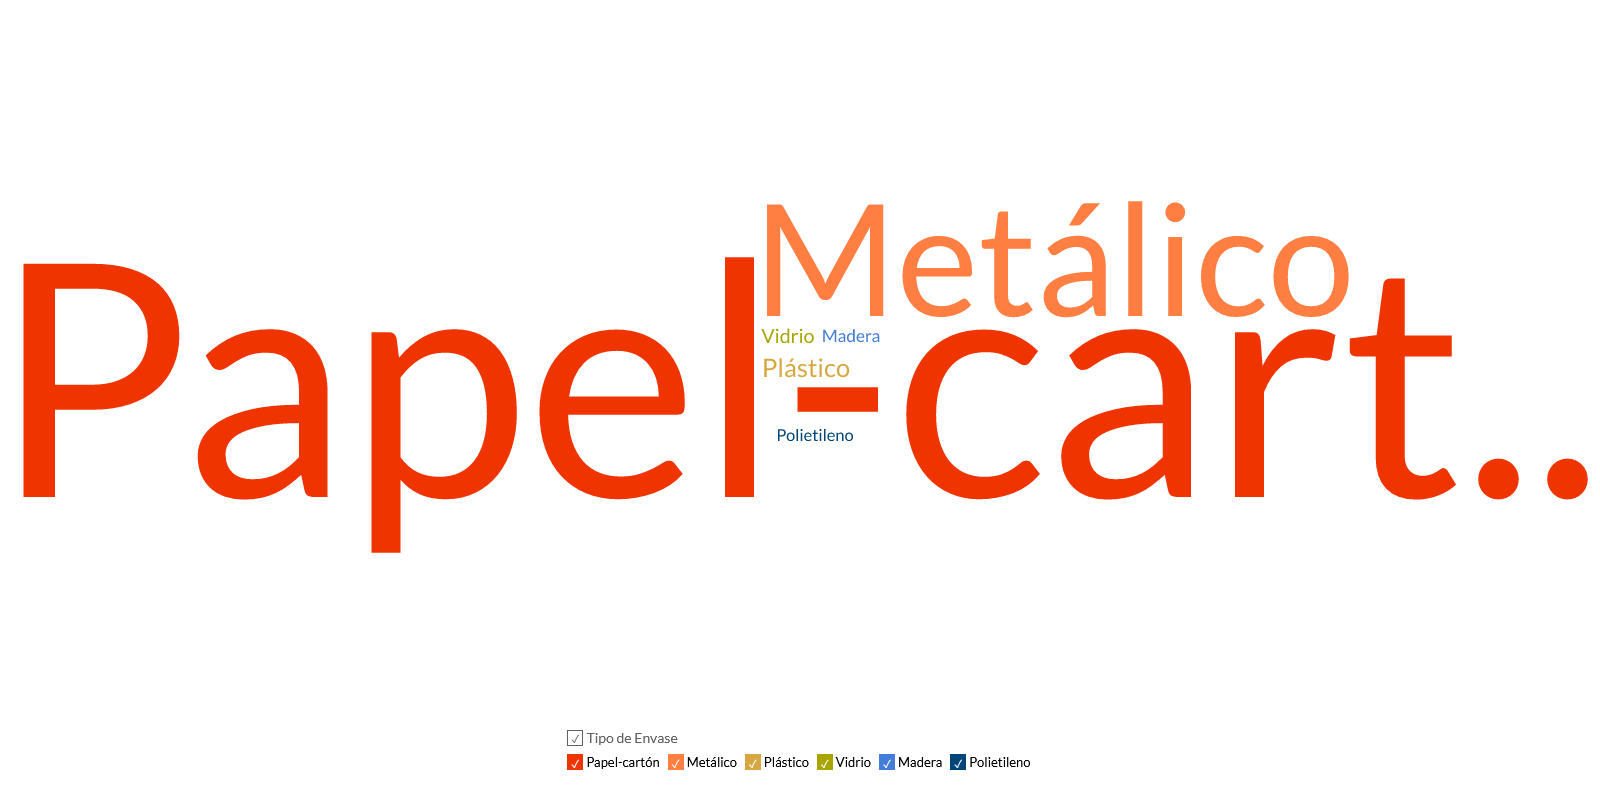 Metálico
Papel-cart..
Vidrio Madera
Plástico
Polietileno
Tipo de Envase
Papel-cartón Metálico Plástico Vidrio Madera Polietileno